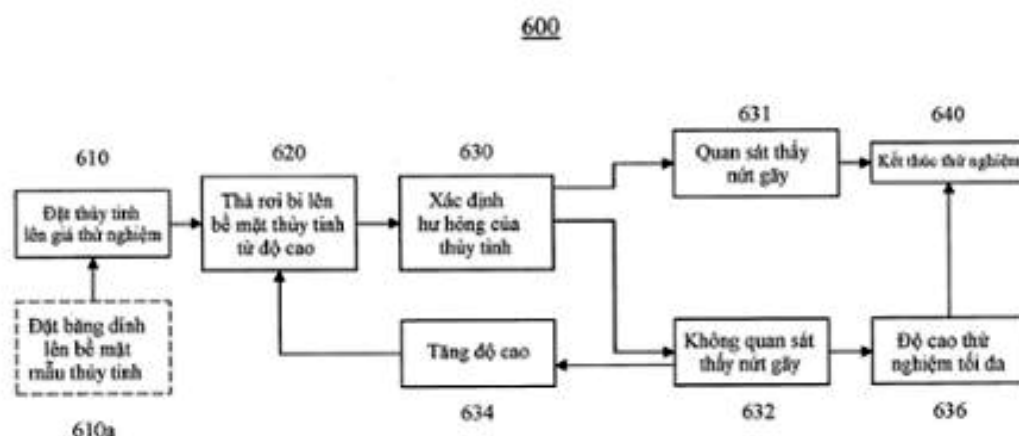 600
631
640
610
620
630
Quan sát thấy
nứt gãy
Kết thúc thử nghiệm
Đặt thủy tinh
lên giá thử nghiệm
Thả rơi bi lên
bề mặt thủy tinh
từ độ cao
Xác định
hư hỏng của
thủy tinh
Đặt băng dính
lên bề mặt
mẫu thủy tinh
Tăng độ cao
Không quan sát
thấy nứt gãy
Độ cao thử
nghiệm tối đa
610a
634
632
636